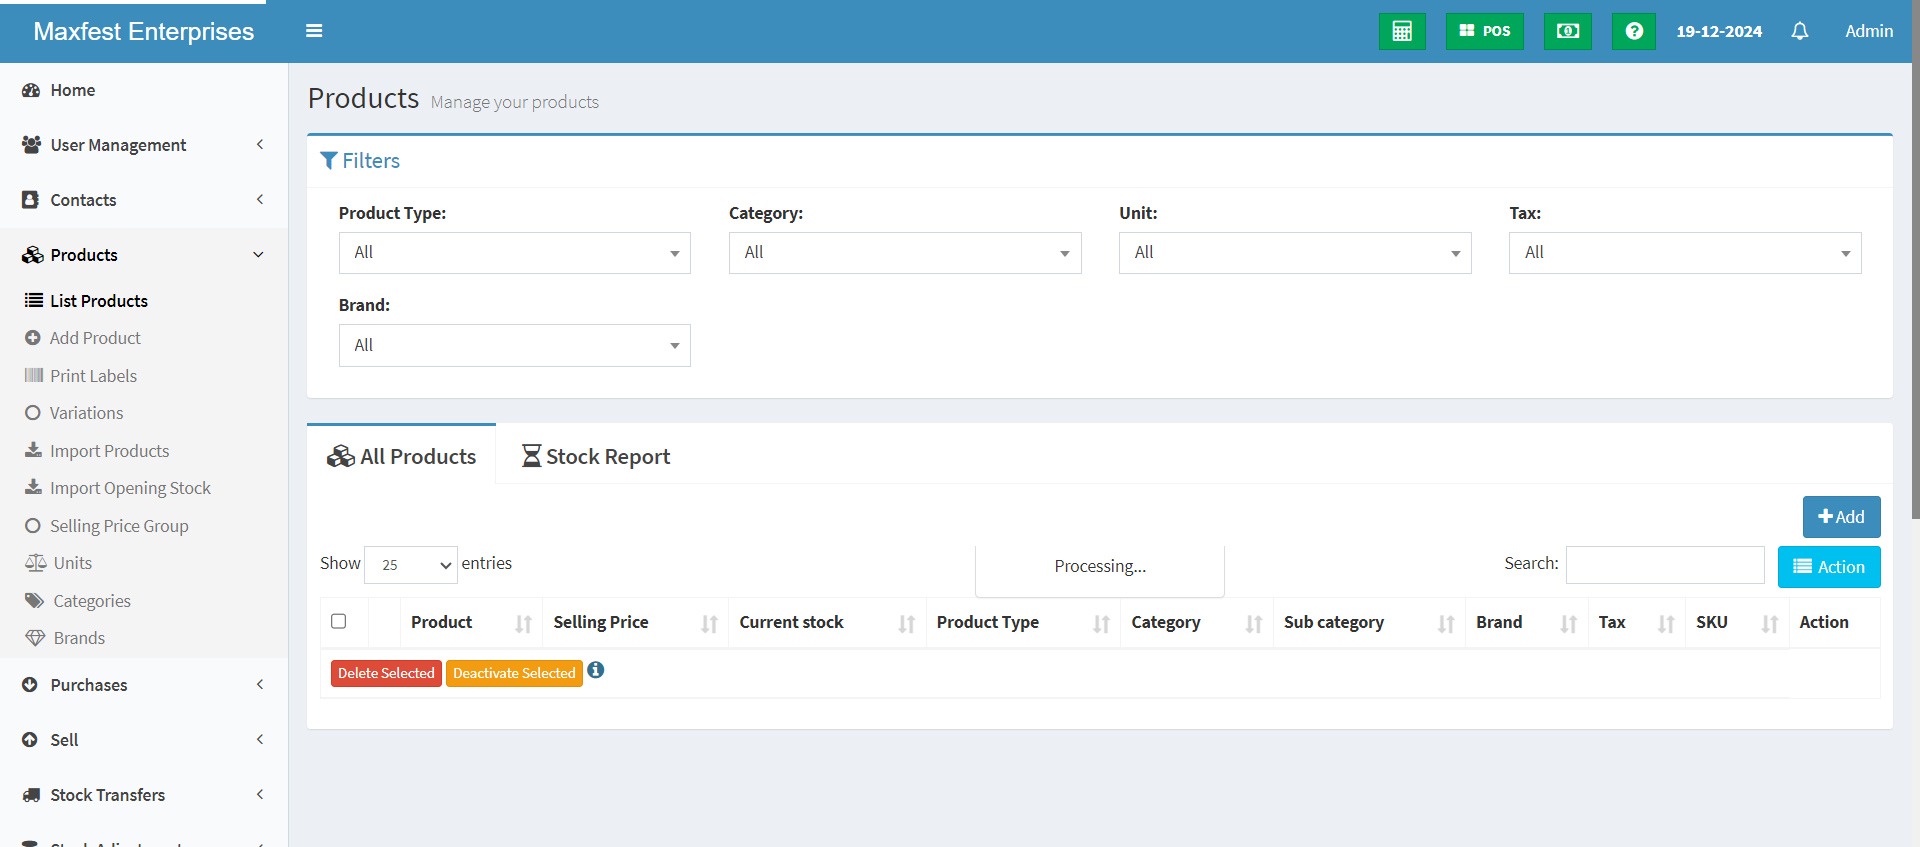 Maxfest Enterprises
POS
19-12-2024
Admin
Home
User Management
Contacts
Products
List Products
Add Product
Print Labels
Variations
Import Products
Import Opening Stock
Selling Price Group
Units
Categories
Brands
Purchases
Sell
Stock Transfers
Products Manage your products
Filters
Product Type: Category: Unit: Tax:
All All All All
Brand:
All
All Products Stock Report
Add
Show 25 entries Processing... Search: Action
Product Selling Price Current stock Product Type Category Sub category Brand Tax SKU Action
Delete Selected Deactivate Selected